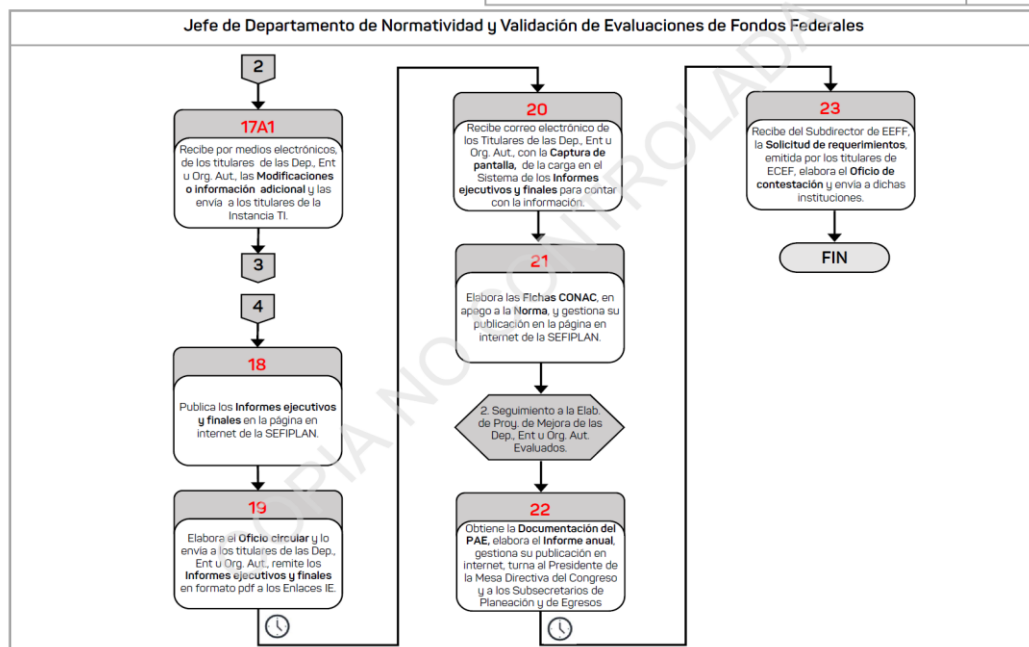 Jefe de Departamento de Normatividad y Validación de Evaluaciones de Fondos Federales
2
17A1
Recibe por medios electrónicos,
de los titulares de las Dep., Ent
u Org. Aut., las Modificaciones
o información adicional y las
envía a los titulares de la
Instancia TI.
3
4
18
Publica los Informes ejecutivos
y finales en la página en
internet de la SEFIPLAN.
19
Elabora el Oficio circular y lo
envía a los titulares de las Dep.,
Ent u Org. Aut., remite los
Informes ejecutivos y finales
en formato pdf a los Enlaces IE.
20
Recibe correo electrónico de
los Titulares de las Dep., Ent
u Org. Aut., con la Captura de
pantalla, de la carga en el
Sistema de los Informes
ejecutivos y finales para contar
con la información.
21
Elabora las Fichas CONAC, en
apego a la Norma, y gestiona su
publicación en la página en
internet de la SEFIPLAN.
2. Seguimiento a la Elab.
de Proy. de Mejora de las
Dep., Ent u Org. Aut.
Evaluados.
22
Obtiene la Documentación del
PAE, elabora el Informe anual,
gestiona su publicación en
internet, turna al Presidente de
la Mesa Directiva del Congreso
y a los Subsecretarios de
Planeación y de Egresos
23
Recibe del Subdirector de EEFF,
la Solicitud de requerimientos,
emitida por los titulares de
ECEF, elabora el Oficio de
contestación y envía a dichas
instituciones.
FIN
COPIA NO CONTROLADA